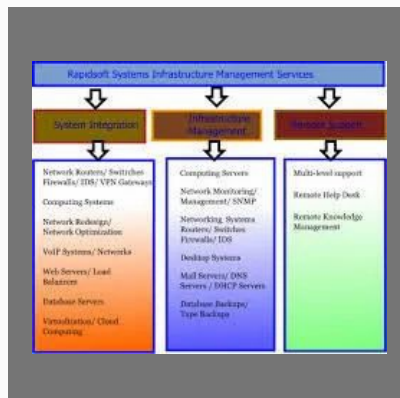 Rapidsoft Systems Infrastructure Management Services
System Integration
Infrastructure
Management
Remote Support
Network Routers/ Switches
Firewalls/ IDS/ VPN Gateways
Computing Systems
Network Redesign/
Network Optimization
VoIP Systems/ Networks
Web Servers/ Load
Balancers
Database Servers
Virtualization/ Cloud
Computing
Computing Servers
Network Monitoring/
Management/ SNMP
Networking Systems
Routers/ Switches
Firewalls/ IDS
Desktop Systems
Mail Servers/ DNS
Servers / DHCP Servers
Database Backups/
Tape Backups
Multi-level support
Remote Help Desk
Remote Knowledge
Management